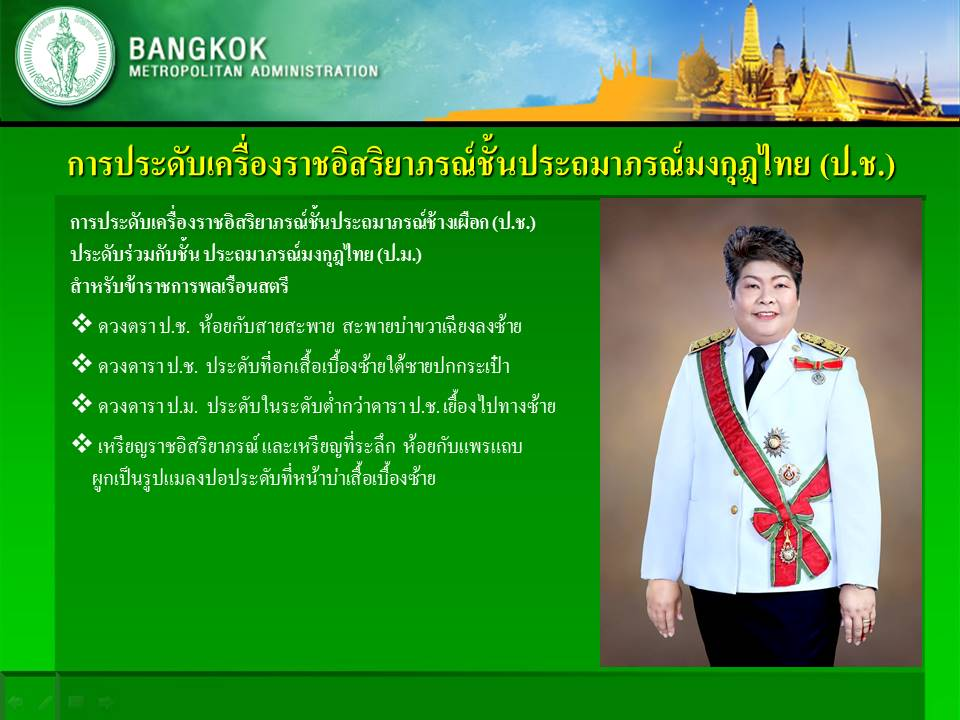 BANGKOK
METROPOLITAN ADMINISTRATION
การประดับเครื่องราชอิสริยาภรณ์ชั้นประถมาภรณ์มงกุฎไทย (ป.ช.)
การประดับเครื่องราชอิสริยาภรณ์ชั้นประถมาภรณ์ช้างเผือก (ป.ช.)
ประดับร่วมกับชั้น ประถมาภรณ์มงกุฎไทย (ป.ม.)
สำหรับข้าราชการพลเรือนสตรี
❖ ดวงตรา ป.ช. ห้อยกับสายสะพาย สะพายบ่าขวาเฉียงลงซ้าย
❖ ดวงดารา ป.ช. ประดับที่อกเสื้อเบื้องซ้ายใต้ชายปกกระเป๋า
❖ ดวงดารา ป.ม. ประดับในระดับต่ำกว่าดารา ป.ช. เยื้องไปทางซ้าย
❖ เหรียญราชอิสริยาภรณ์ และเหรียญที่ระลึก ห้อยกับแพรแถบ
ผูกเป็นรูปแมลงปอประดับที่หน้าบ่าเสื้อเบื้องซ้าย